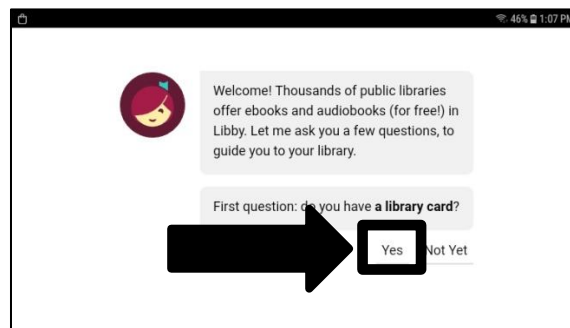 46% 1:07 PM
Welcome! Thousands of public libraries
offer ebooks and audiobooks (for free!) in
Libby. Let me ask you a few questions, to
guide you to your library.
First question: do you have a library card?
Yes Not Yet